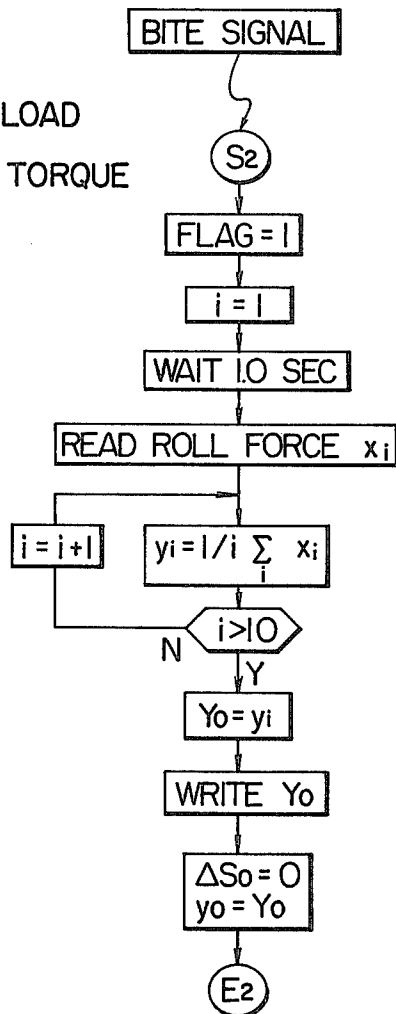 BITE SIGNAL
LOAD
TORQUE
S2
FLAG = 1
i = 1
WAIT 1.0 SEC
READ ROLL FORCE xi
i = i+1
yi = 1/i ∑i xi
i>10
N
Y
Yo = yi
WRITE Yo
ΔSo = 0
yo = Yo
E2